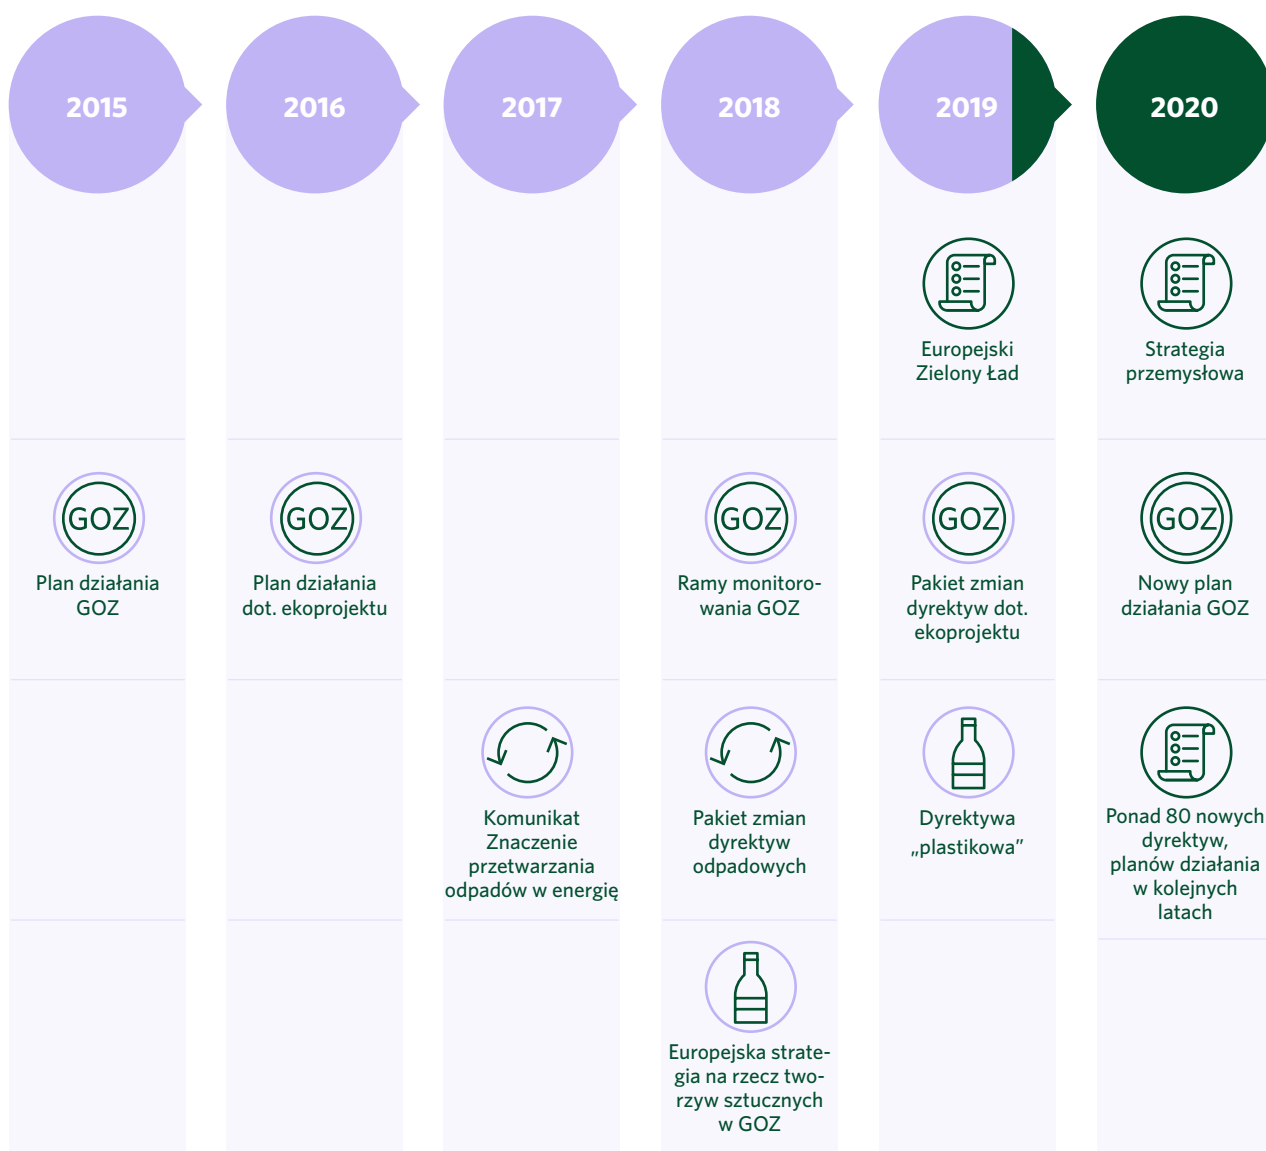 2015
2016
2017
2018
2019
2020
Europejski
Zielony Ład
Strategia
przemysłowa
GOZ
Plan działania
GOZ
GOZ
Plan działania
dot. ekoprojektu
GOZ
Ramy monitoro-
wania GOZ
GOZ
Pakiet zmian
dyrektyw dot.
ekoprojektu
GOZ
Nowy plan
działania GOZ
Komunikat
Znaczenie
przetwarzania
odpadów w energię
Pakiet zmian
dyrektyw
odpadowych
Dyrektywa
„plastikowa”
Ponad 80 nowych
dyrektyw,
planów działania
w kolejnych
latach
Europejska strate-
gia na rzecz two-
rzyw sztucznych
w GOZ